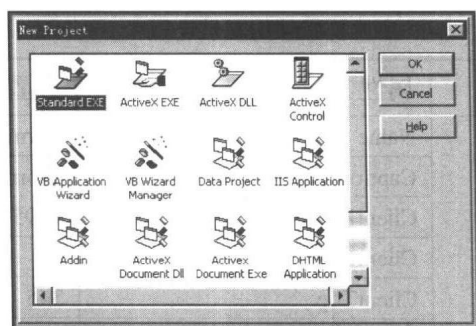 New Project
Standard EXE
ActiveX EXE
ActiveX DLL
ActiveX
Control
VB Application
Wizard
VB Wizard
Manager
Data Project
IIS Application
Addin
ActiveX
Document Dll
Activex
Document Exe
DHTML
Application
OK
Cancel
Help